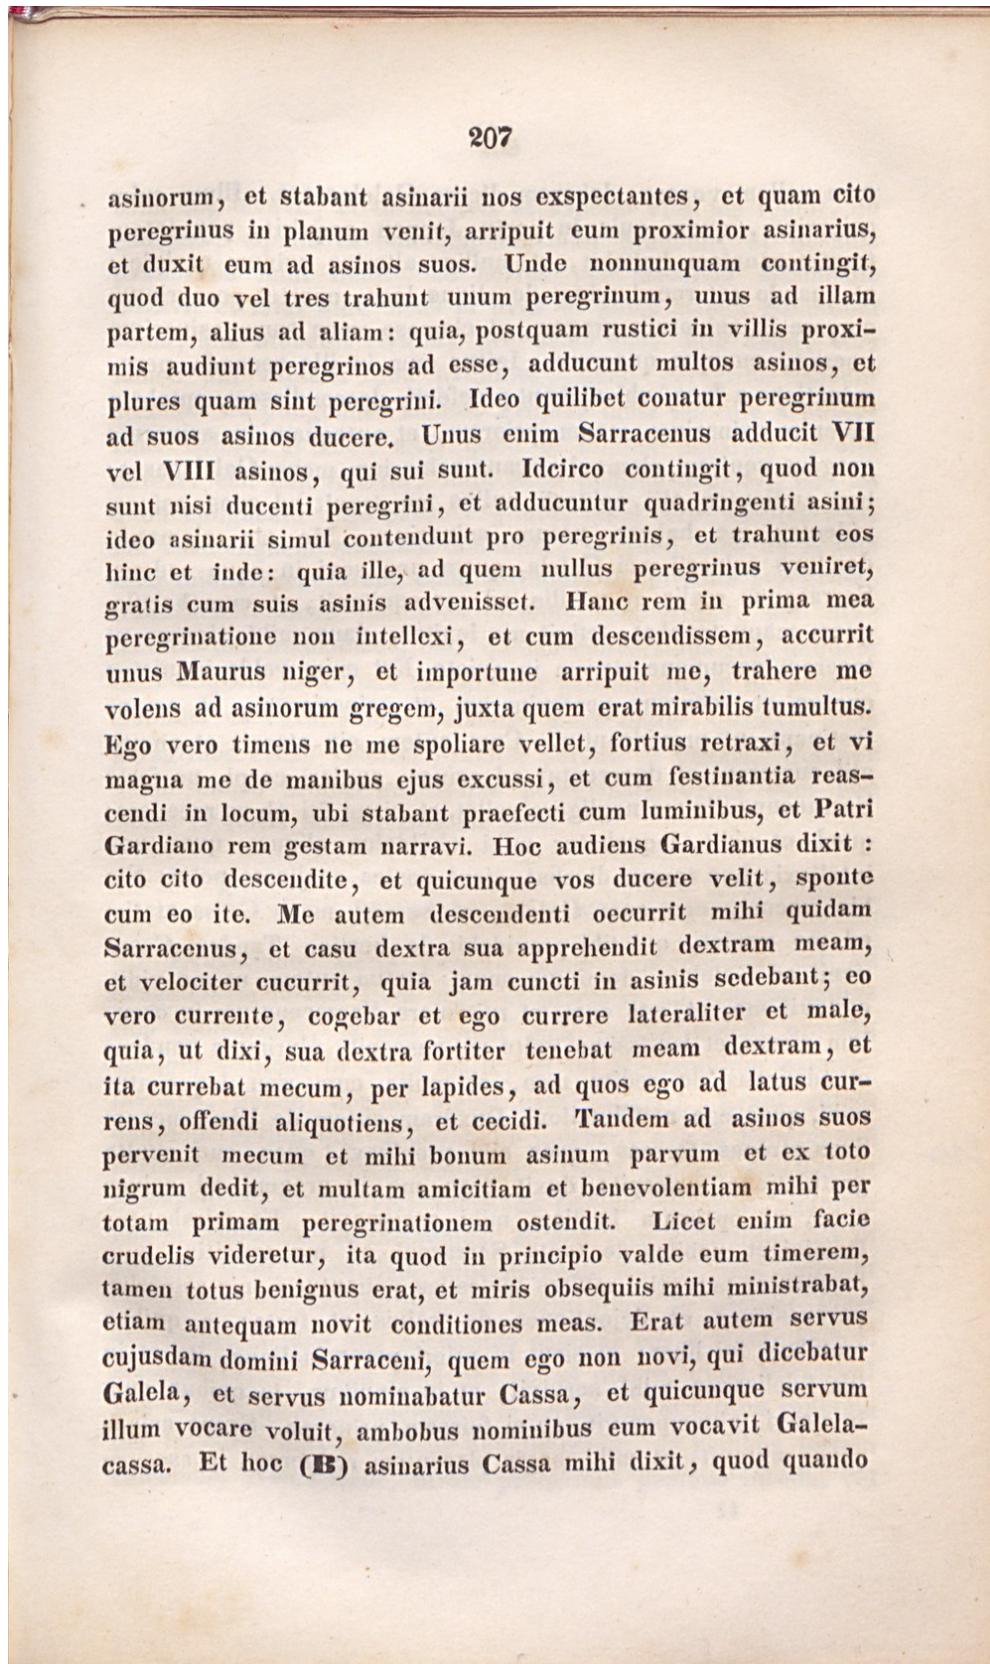 207
asinorum, et stabant asinarii nos exspectantes, et quam cito
peregrinus in planum venit, arripuit eum proximior asinarius,
et duxit eum ad asinos suos. Unde nonnunquam contingit,
quod duo vel tres trahunt unum peregrinum, unus ad illam
partem, alius ad aliam: quia, postquam rustici in villis proxi-
mis audiunt peregrinos ad esse, adducunt multos asinos, et
plures quam sint peregrini. Ideo quilibet conatur peregrinum
ad suos asinos ducere. Unus enim Sarracenus adducit VII
vel VIII asinos, qui sui sunt. Idcirco contingit, quod non
sunt nisi ducenti peregrini, et adducuntur quadringenti asini;
ideo asinarii simul contendunt pro peregrinis, et trahunt eos
hinc et inde: quia ille, ad quem nullus peregrinus veniret,
gratis cum suis asinis advenisset. Hanc rem in prima mea
peregrinatione non intellexi, et cum descendissem, accurrit
unus Maurus niger, et importune arripuit me, trahere me
volens ad asinorum gregem, juxta quem erat mirabilis tumultus.
Ego vero timens ne me spoliare vellet, fortius retraxi, et vi
magna me de manibus ejus excussi, et cum festinantia reas-
cendi in locum, ubi stabant praefecti cum luminibus, et Patri
Gardiano rem gestam narravi. Hoc audiens Gardianus dixit :
cito cito descendite, et quicunque vos ducere velit, sponte
cum eo ite. Me autem descendenti occurrit mihi quidam
Sarracenus, et casu dextra sua apprehendit dextram meam,
et velociter cucurrit, quia jam cuncti in asinis sedebant; eo
vero currente, cogebar et ego currere lateraliter et male,
quia, ut dixi, sua dextra fortiter tenebat meam dextram, et
ita currebat mecum, per lapides, ad quos ego ad latus cur-
rens, offendi aliquotiens, et cecidi. Tandem ad asinos suos
pervenit mecum et mihi bonum asinum parvum et ex toto
nigrum dedit, et multam amicitiam et benevolentiam mihi per
totam primam peregrinationem ostendit. Licet enim facie
crudelis videretur, ita quod in principio valde eum timerem,
tamen totus benignus erat, et miris obsequiis mihi ministrabat,
etiam antequam novit conditiones meas. Erat autem servus
cujusdam domini Sarraceni, quem ego non novi, qui dicebatur
Galela, et servus nominabatur Cassa, et quicunque servum
illum vocare voluit, ambobus nominibus eum vocavit Galela-
cassa. Et hoc (B) asinarius Cassa mihi dixit, quod quando